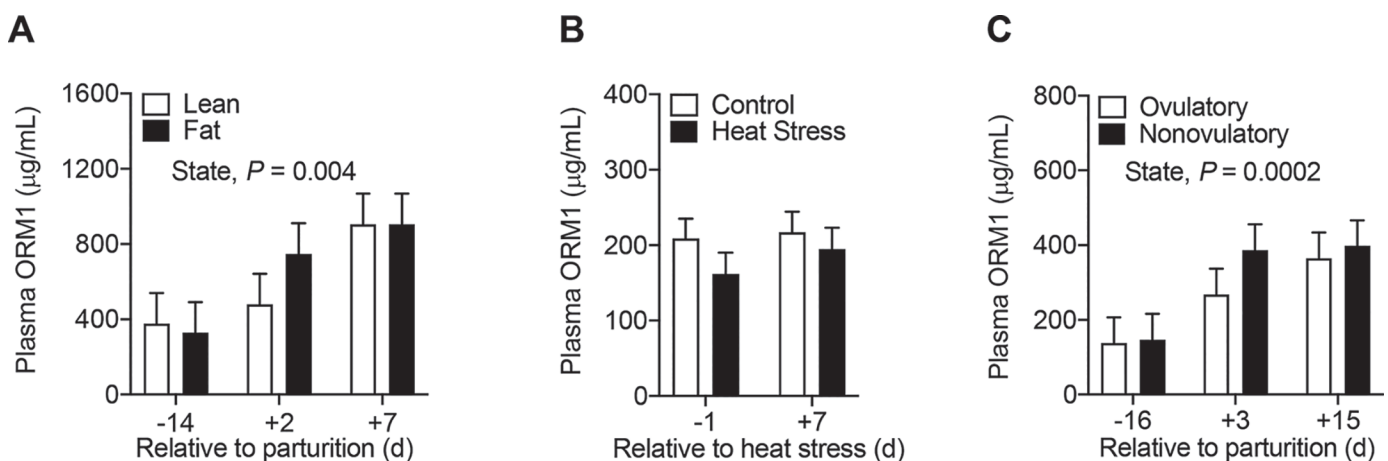 A
Plasma ORM1 (µg/mL)
1600
1200
800
400
0
Lean
Fat
State, P = 0.004
-14 +2 +7
Relative to parturition (d)
B
Plasma ORM1 (µg/mL)
400
300
200
100
0
Control
Heat Stress
-1 +7
Relative to heat stress (d)
C
Plasma ORM1 (µg/mL)
800
600
400
200
0
Ovulatory
Nonovulatory
State, P = 0.0002
-16 +3 +15
Relative to parturition (d)